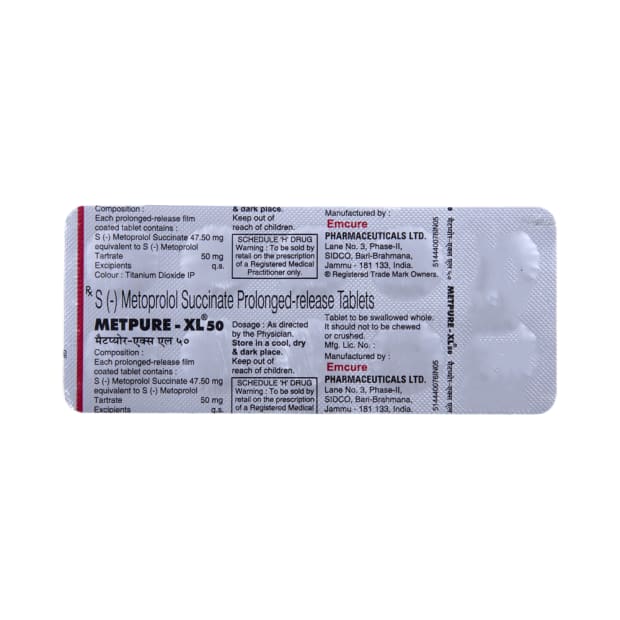 Composition :
Each prolonged-release film
coated tablet contains :
S (-) Metoprolol Succinate 47.50 mg
equivalent to S (-) Metoprolol
Tartrate 50 mg
Excipients q.s.
Colour : Titanium Dioxide IP
& dark place.
Keep out of
reach of children.
SCHEDULE 'H' DRUG
Warning : To be sold by
retail on the prescription
of a Registered Medical
Practitioner only.
Manufactured by :
Emcure
PHARMACEUTICALS LTD.
Lane No. 3, Phase-II,
SIDCO, Bari-Brahmana,
Jammu - 181 133, India.
® Registered Trade Mark Owners.
Rx S (-) Metoprolol Succinate Prolonged-release Tablets
METPURE - XL® 50
मैटप्योर-एक्स एल ५०
Composition :
Each prolonged-release film
coated tablet contains :
S (-) Metoprolol Succinate 47.50 mg
equivalent to S (-) Metoprolol
Tartrate 50 mg
Excipients q.s.
Dosage : As directed
by the Physician.
Store in a cool, dry
& dark place.
Keep out of
reach of children.
SCHEDULE 'H' DRUG
Warning : To be sold by
retail on the prescription
of a Registered Medical
Tablet to be swallowed whole.
It should not to be chewed
or crushed.
Mfg. Lic. No. :
Manufactured by :
Emcure
PHARMACEUTICALS LTD.
Lane No. 3, Phase-II,
SIDCO, Bari-Brahmana,
Jammu - 181 133, India.
METPURE -XL® 50